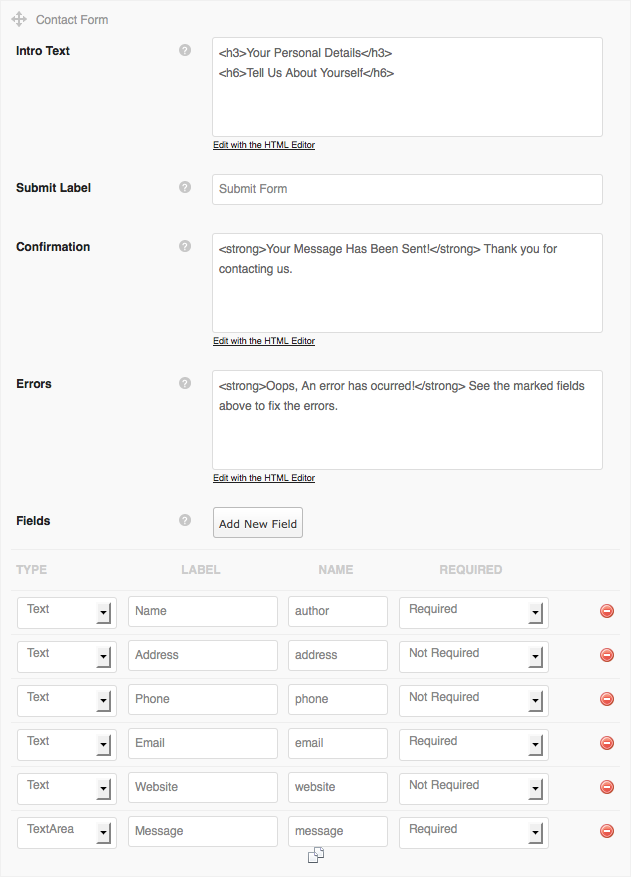 Contact Form
Intro Text ? <h3>Your Personal Details</h3>
<h6>Tell Us About Yourself</h6>
Edit with the HTML Editor
Submit Label ? Submit Form
Confirmation ? <strong>Your Message Has Been Sent!</strong> Thank you for
contacting us.
Edit with the HTML Editor
Errors ? <strong>Oops, An error has ocurred!</strong> See the marked fields
above to fix the errors.
Edit with the HTML Editor
Fields ? Add New Field
TYPE LABEL NAME REQUIRED
Text Name author Required
Text Address address Not Required
Text Phone phone Not Required
Text Email email Required
Text Website website Not Required
TextArea Message message Required